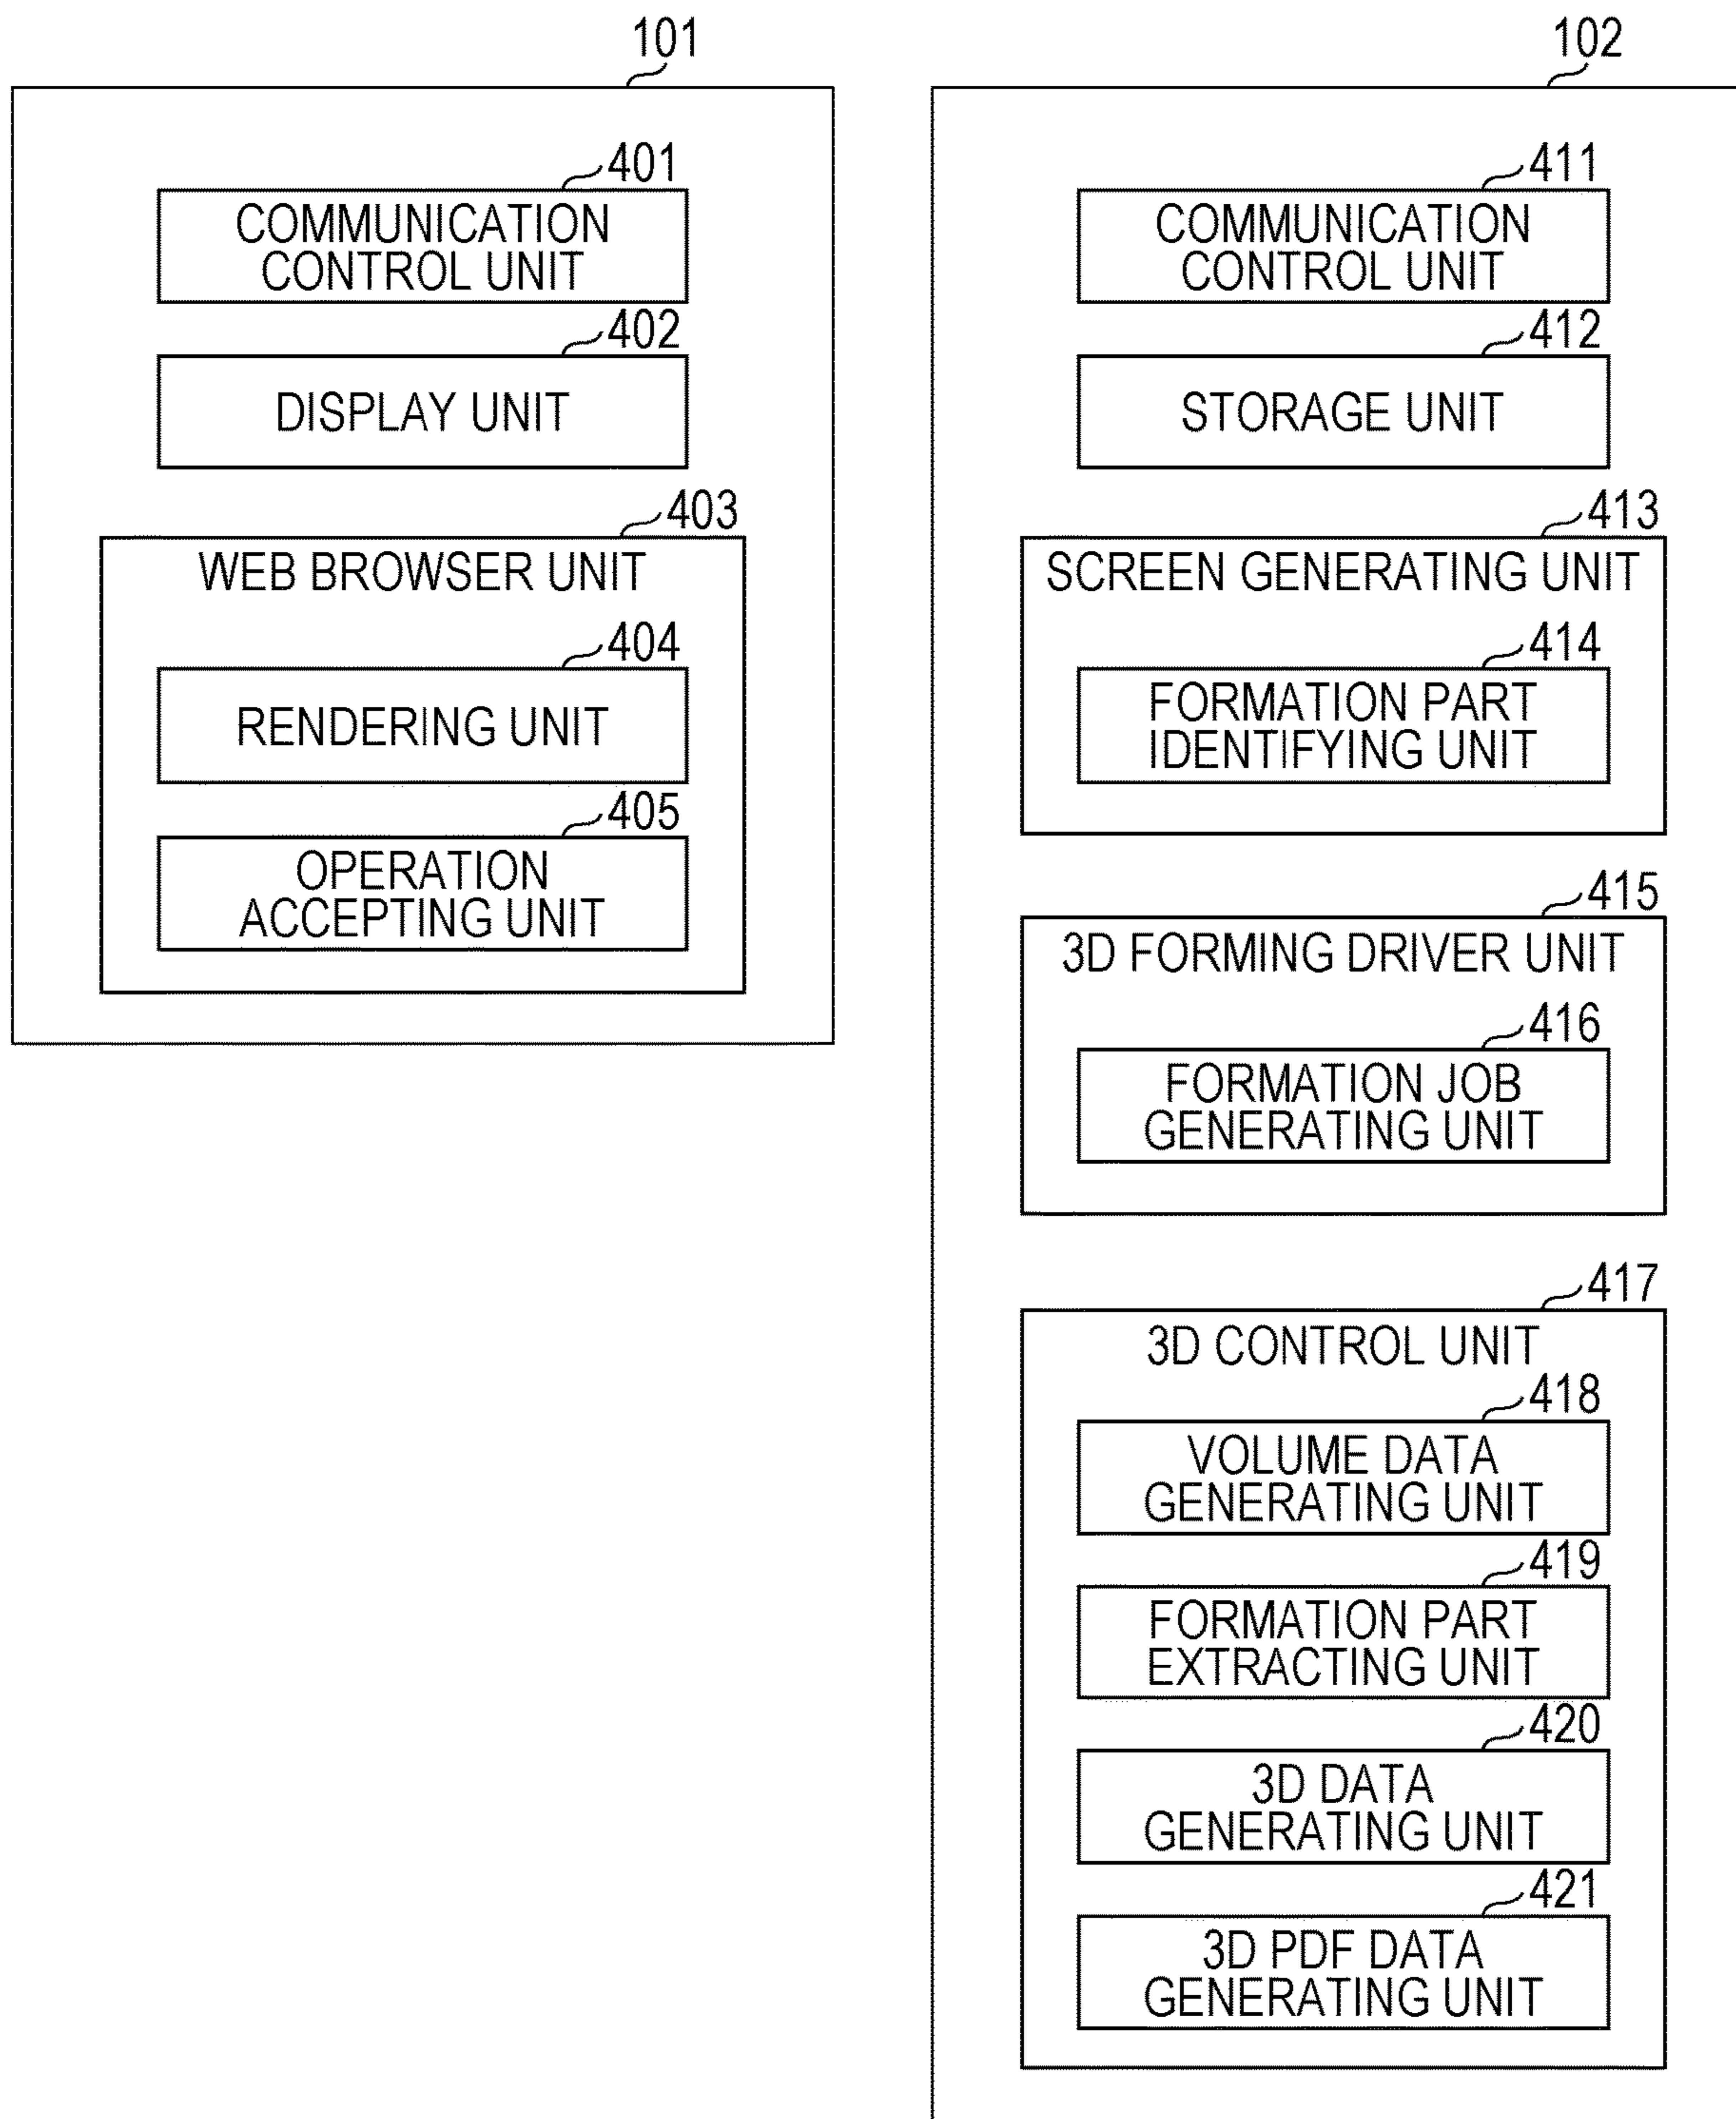 101
401
COMMUNICATION
CONTROL UNIT
402
DISPLAY UNIT
403
WEB BROWSER UNIT
404
RENDERING UNIT
405
OPERATION
ACCEPTING UNIT
102
411
COMMUNICATION
CONTROL UNIT
412
STORAGE UNIT
413
SCREEN GENERATING UNIT
414
FORMATION PART
IDENTIFYING UNIT
415
3D FORMING DRIVER UNIT
416
FORMATION JOB
GENERATING UNIT
417
3D CONTROL UNIT
418
VOLUME DATA
GENERATING UNIT
419
FORMATION PART
EXTRACTING UNIT
420
3D DATA
GENERATING UNIT
421
3D PDF DATA
GENERATING UNIT